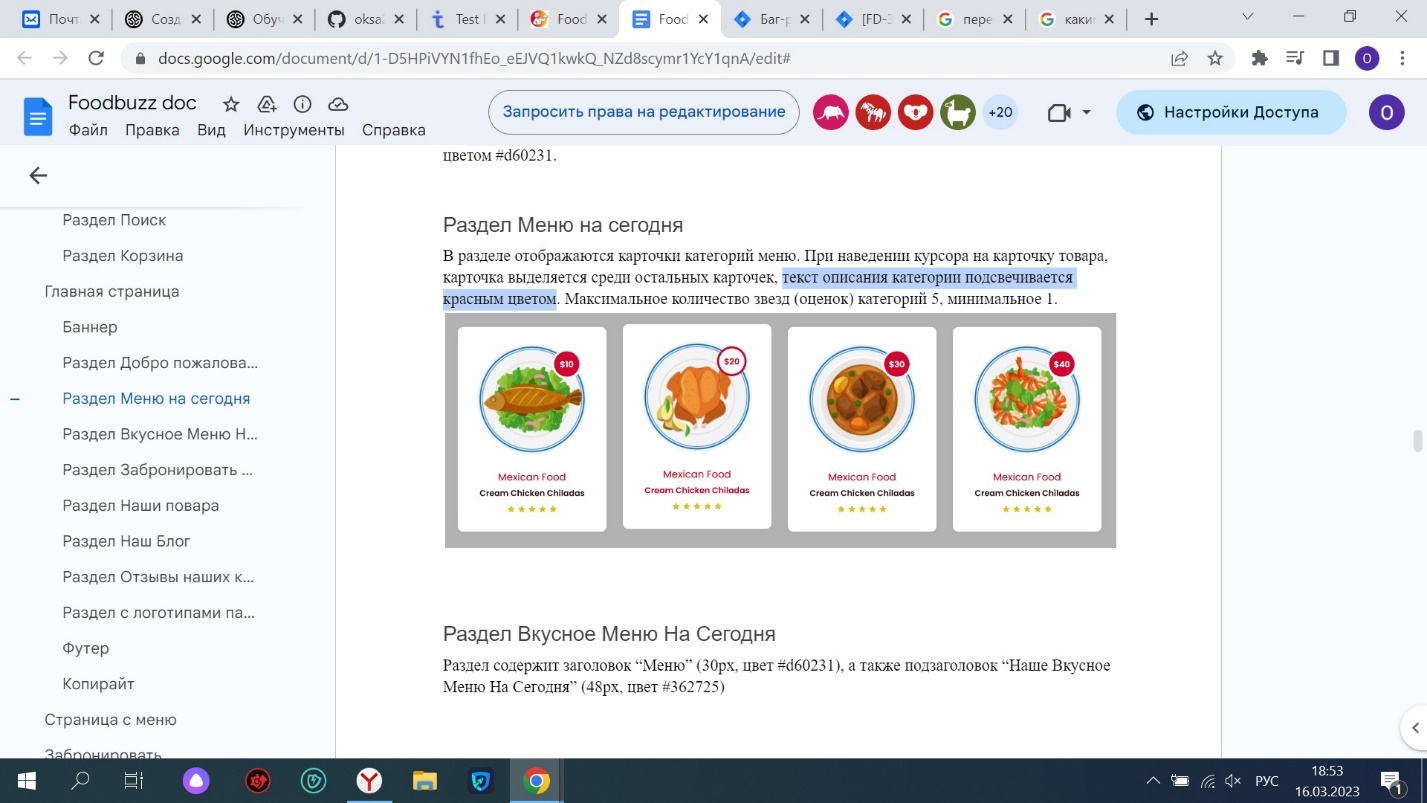 Почт
Созд
Обуч
oksa
Test
Food
Food
Баг-р
[FD-3
пере
каки
docs.google.com/document/d/1-D5HPiVYN1fhEo_eEJVQ1kwkQ_NZd8scymr1YcY1qnA/edit#
O
Foodbuzz doc
Файл Правка Вид Инструменты Справка
Запросить права на редактирование
+20
Настройки Доступа
O
Раздел Поиск
Раздел Корзина
Главная страница
Баннер
Раздел Добро пожалова...
Раздел Меню на сегодня
Раздел Вкусное Меню Н...
Раздел Забронировать ...
Раздел Наши повара
Раздел Наш Блог
Раздел Отзывы наших к...
Раздел с логотипами па...
Футер
Копирайт
Страница с меню
Забронировать
цветом #d60231.
Раздел Меню на сегодня
В разделе отображаются карточки категорий меню. При наведении курсора на карточку товара,
карточка выделяется среди остальных карточек, текст описания категории подсвечивается
красным цветом. Максимальное количество звезд (оценок) категорий 5, минимальное 1.
$10
Mexican Food
Cream Chicken Chiladas
$20
Mexican Food
Cream Chicken Chiladas
$30
Mexican Food
Cream Chicken Chiladas
$40
Mexican Food
Cream Chicken Chiladas
Раздел Вкусное Меню На Сегодня
Раздел содержит заголовок “Меню” (30px, цвет #d60231), а также подзаголовок “Наше Вкусное
Меню На Сегодня” (48px, цвет #362725)
РУС
18:53
16.03.2023
1